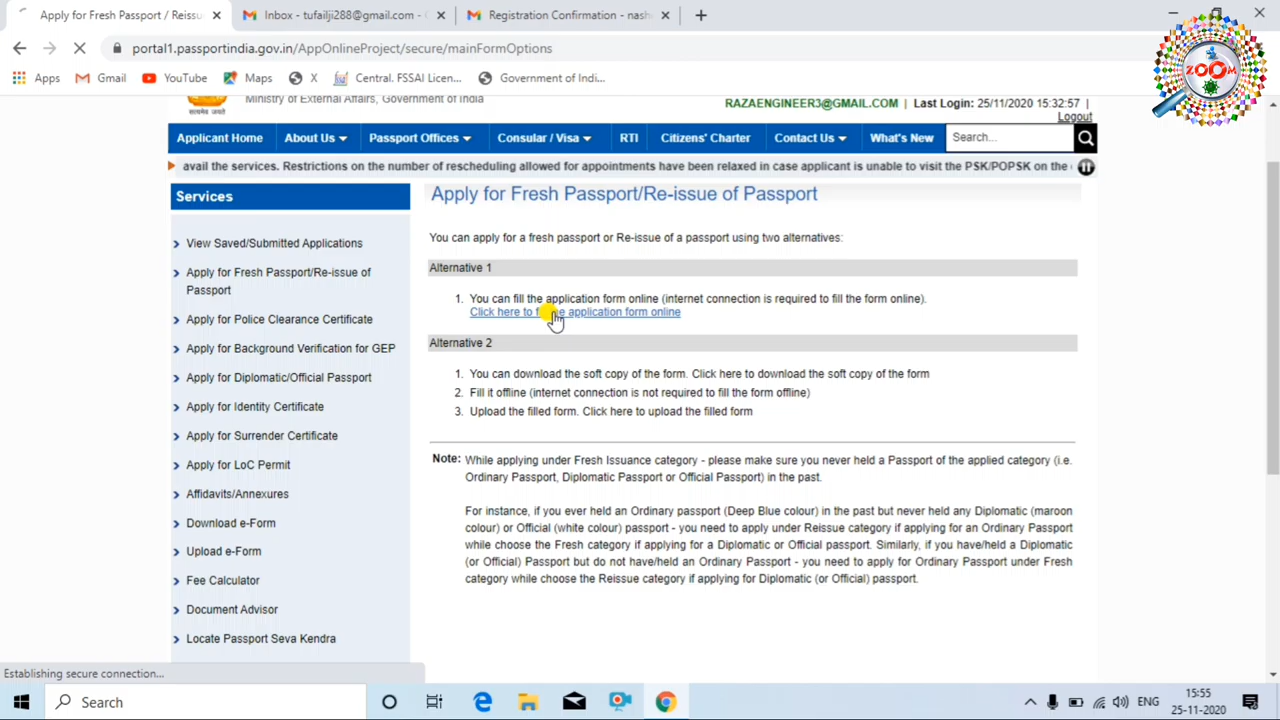 Apply for Fresh Passport / Reissu
Inbox - tufailji288@gmail.com -
Registration Confirmation - nash
portal1.passportindia.gov.in/AppOnlineProject/secure/mainFormOptions
Apps
Gmail
YouTube
Maps
X
Central. FSSAI Licen...
Government of Indi...
ZOOM
सत्यमेव जयते
Ministry of External Affairs, Government of India
RAZAENGINEER3@GMAIL.COM | Last Login: 25/11/2020 15:32:57 |
Logout
Applicant Home
About Us
Passport Offices
Consular / Visa
RTI
Citizens' Charter
Contact Us
What's New
Search...
avail the services. Restrictions on the number of rescheduling allowed for appointments have been relaxed in case applicant is unable to visit the PSK/POPSK on the
Services
View Saved/Submitted Applications
Apply for Fresh Passport/Re-issue of
Passport
Apply for Police Clearance Certificate
Apply for Background Verification for GEP
Apply for Diplomatic/Official Passport
Apply for Identity Certificate
Apply for Surrender Certificate
Apply for LoC Permit
Affidavits/Annexures
Download e-Form
Upload e-Form
Fee Calculator
Document Advisor
Locate Passport Seva Kendra
Apply for Fresh Passport/Re-issue of Passport
You can apply for a fresh passport or Re-issue of a passport using two alternatives:
Alternative 1
1. You can fill the application form online (internet connection is required to fill the form online).
Click here to f e application form online
Alternative 2
1. You can download the soft copy of the form. Click here to download the soft copy of the form
2. Fill it offline (internet connection is not required to fill the form offline)
3. Upload the filled form. Click here to upload the filled form
Note: While applying under Fresh Issuance category - please make sure you never held a Passport of the applied category (i.e.
Ordinary Passport, Diplomatic Passport or Official Passport) in the past.
For instance, if you ever held an Ordinary passport (Deep Blue colour) in the past but never held any Diplomatic (maroon
colour) or Official (white colour) passport - you need to apply under Reissue category if applying for an Ordinary Passport
while choose the Fresh category if applying for a Diplomatic or Official passport. Similarly, if you have/held a Diplomatic
(or Official) Passport but do not have/held an Ordinary Passport - you need to apply for Ordinary Passport under Fresh
category while choose the Reissue category if applying for Diplomatic (or Official) passport.
Establishing secure connection...
Search
ENG
15:55
25-11-2020